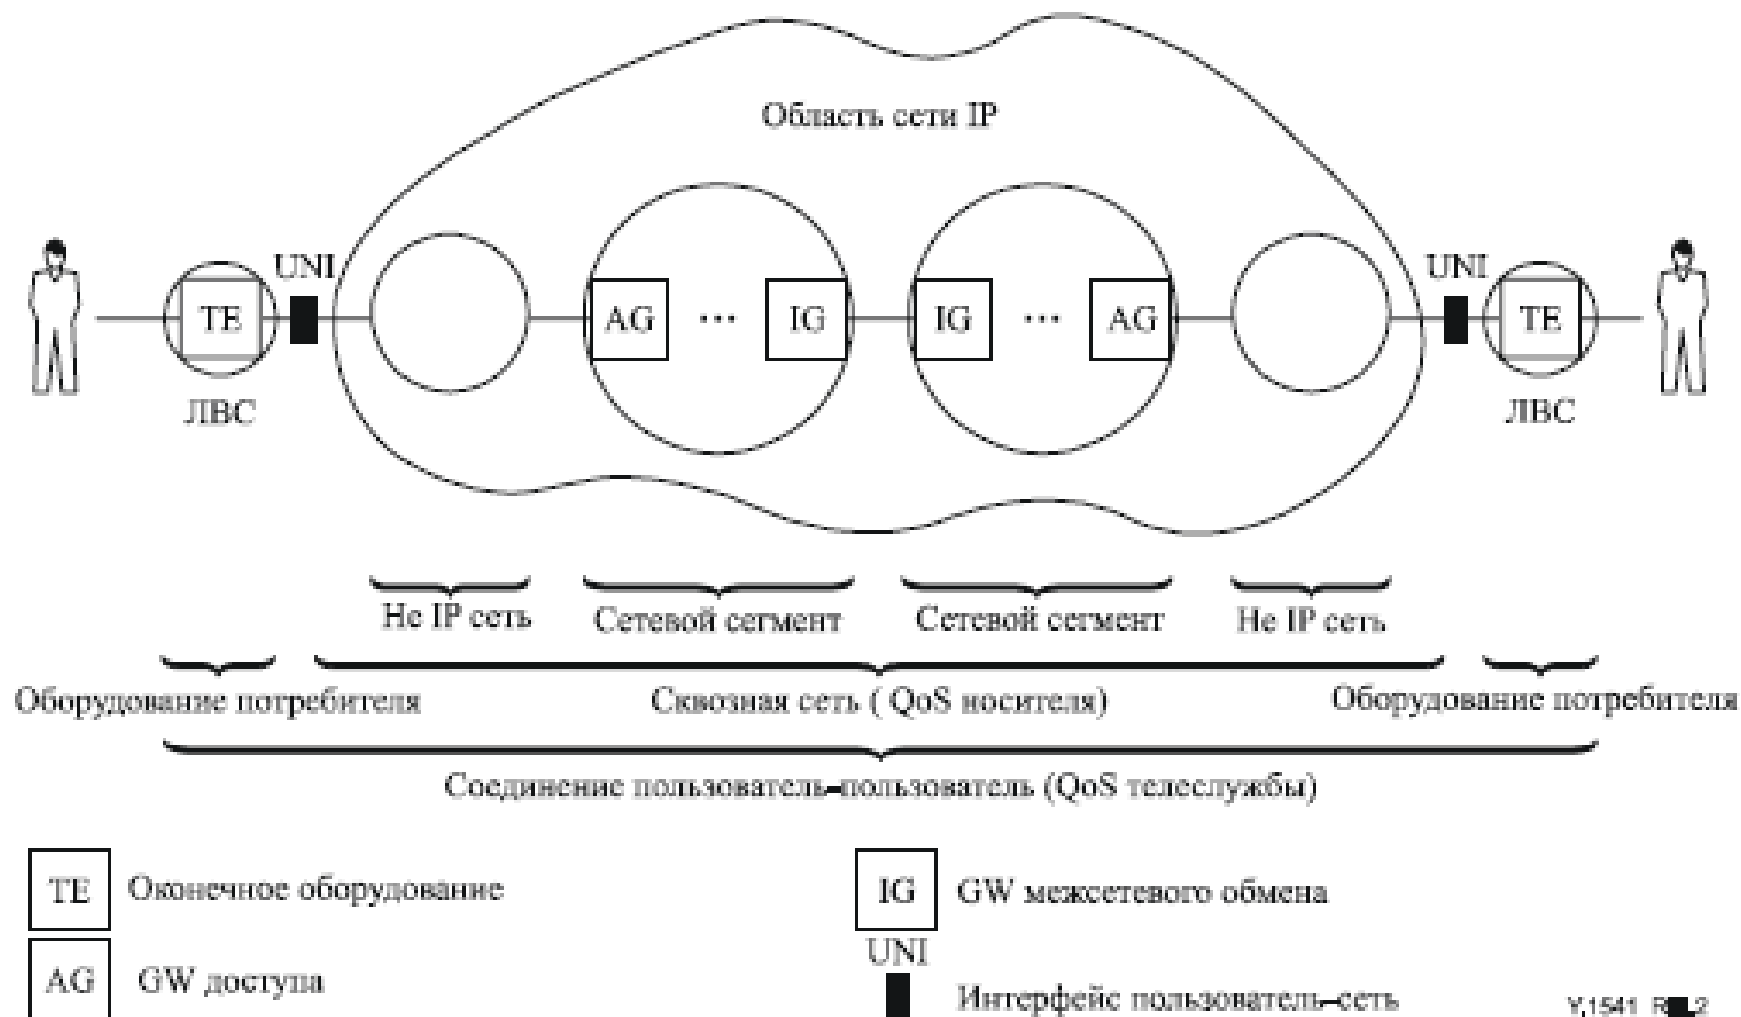 Область сети IP
UNI
UNI
TE
AG
...
IG
IG
...
AG
TE
ЛВС
ЛВС
Не IP сеть
Сетевой сегмент
Сетевой сегмент
Не IP сеть
Оборудование потребителя
Сквозная сеть ( QoS носителя)
Оборудование потребителя
Соединение пользователь-пользователь (QoS телеслужбы)
TE Оконечное оборудование
IG GW межсетевого обмена
AG GW доступа
UNI
Интерфейс пользователь–сеть
Y.1541